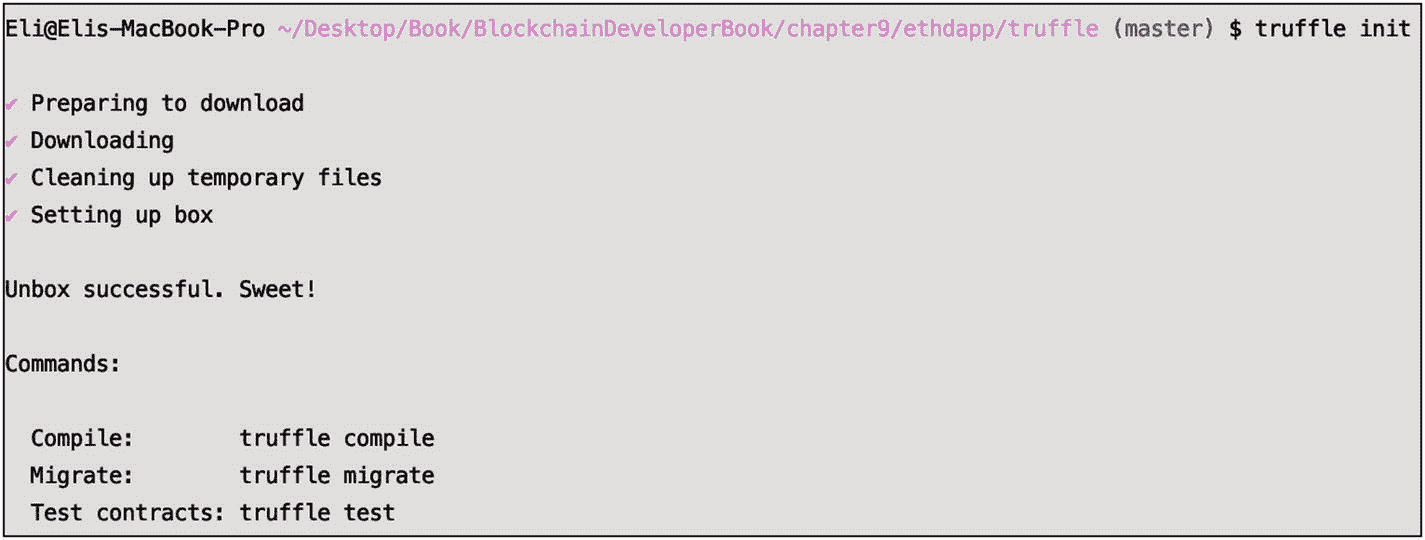 Eli@Elis-MacBook-Pro ~/Desktop/Book/BlockchainDeveloperBook/chapter9/ethdapp/truffle (master) $ truffle init
✔ Preparing to download
✔ Downloading
✔ Cleaning up temporary files
✔ Setting up box
Unbox successful. Sweet!
Commands:
Compile: truffle compile
Migrate: truffle migrate
Test contracts: truffle test